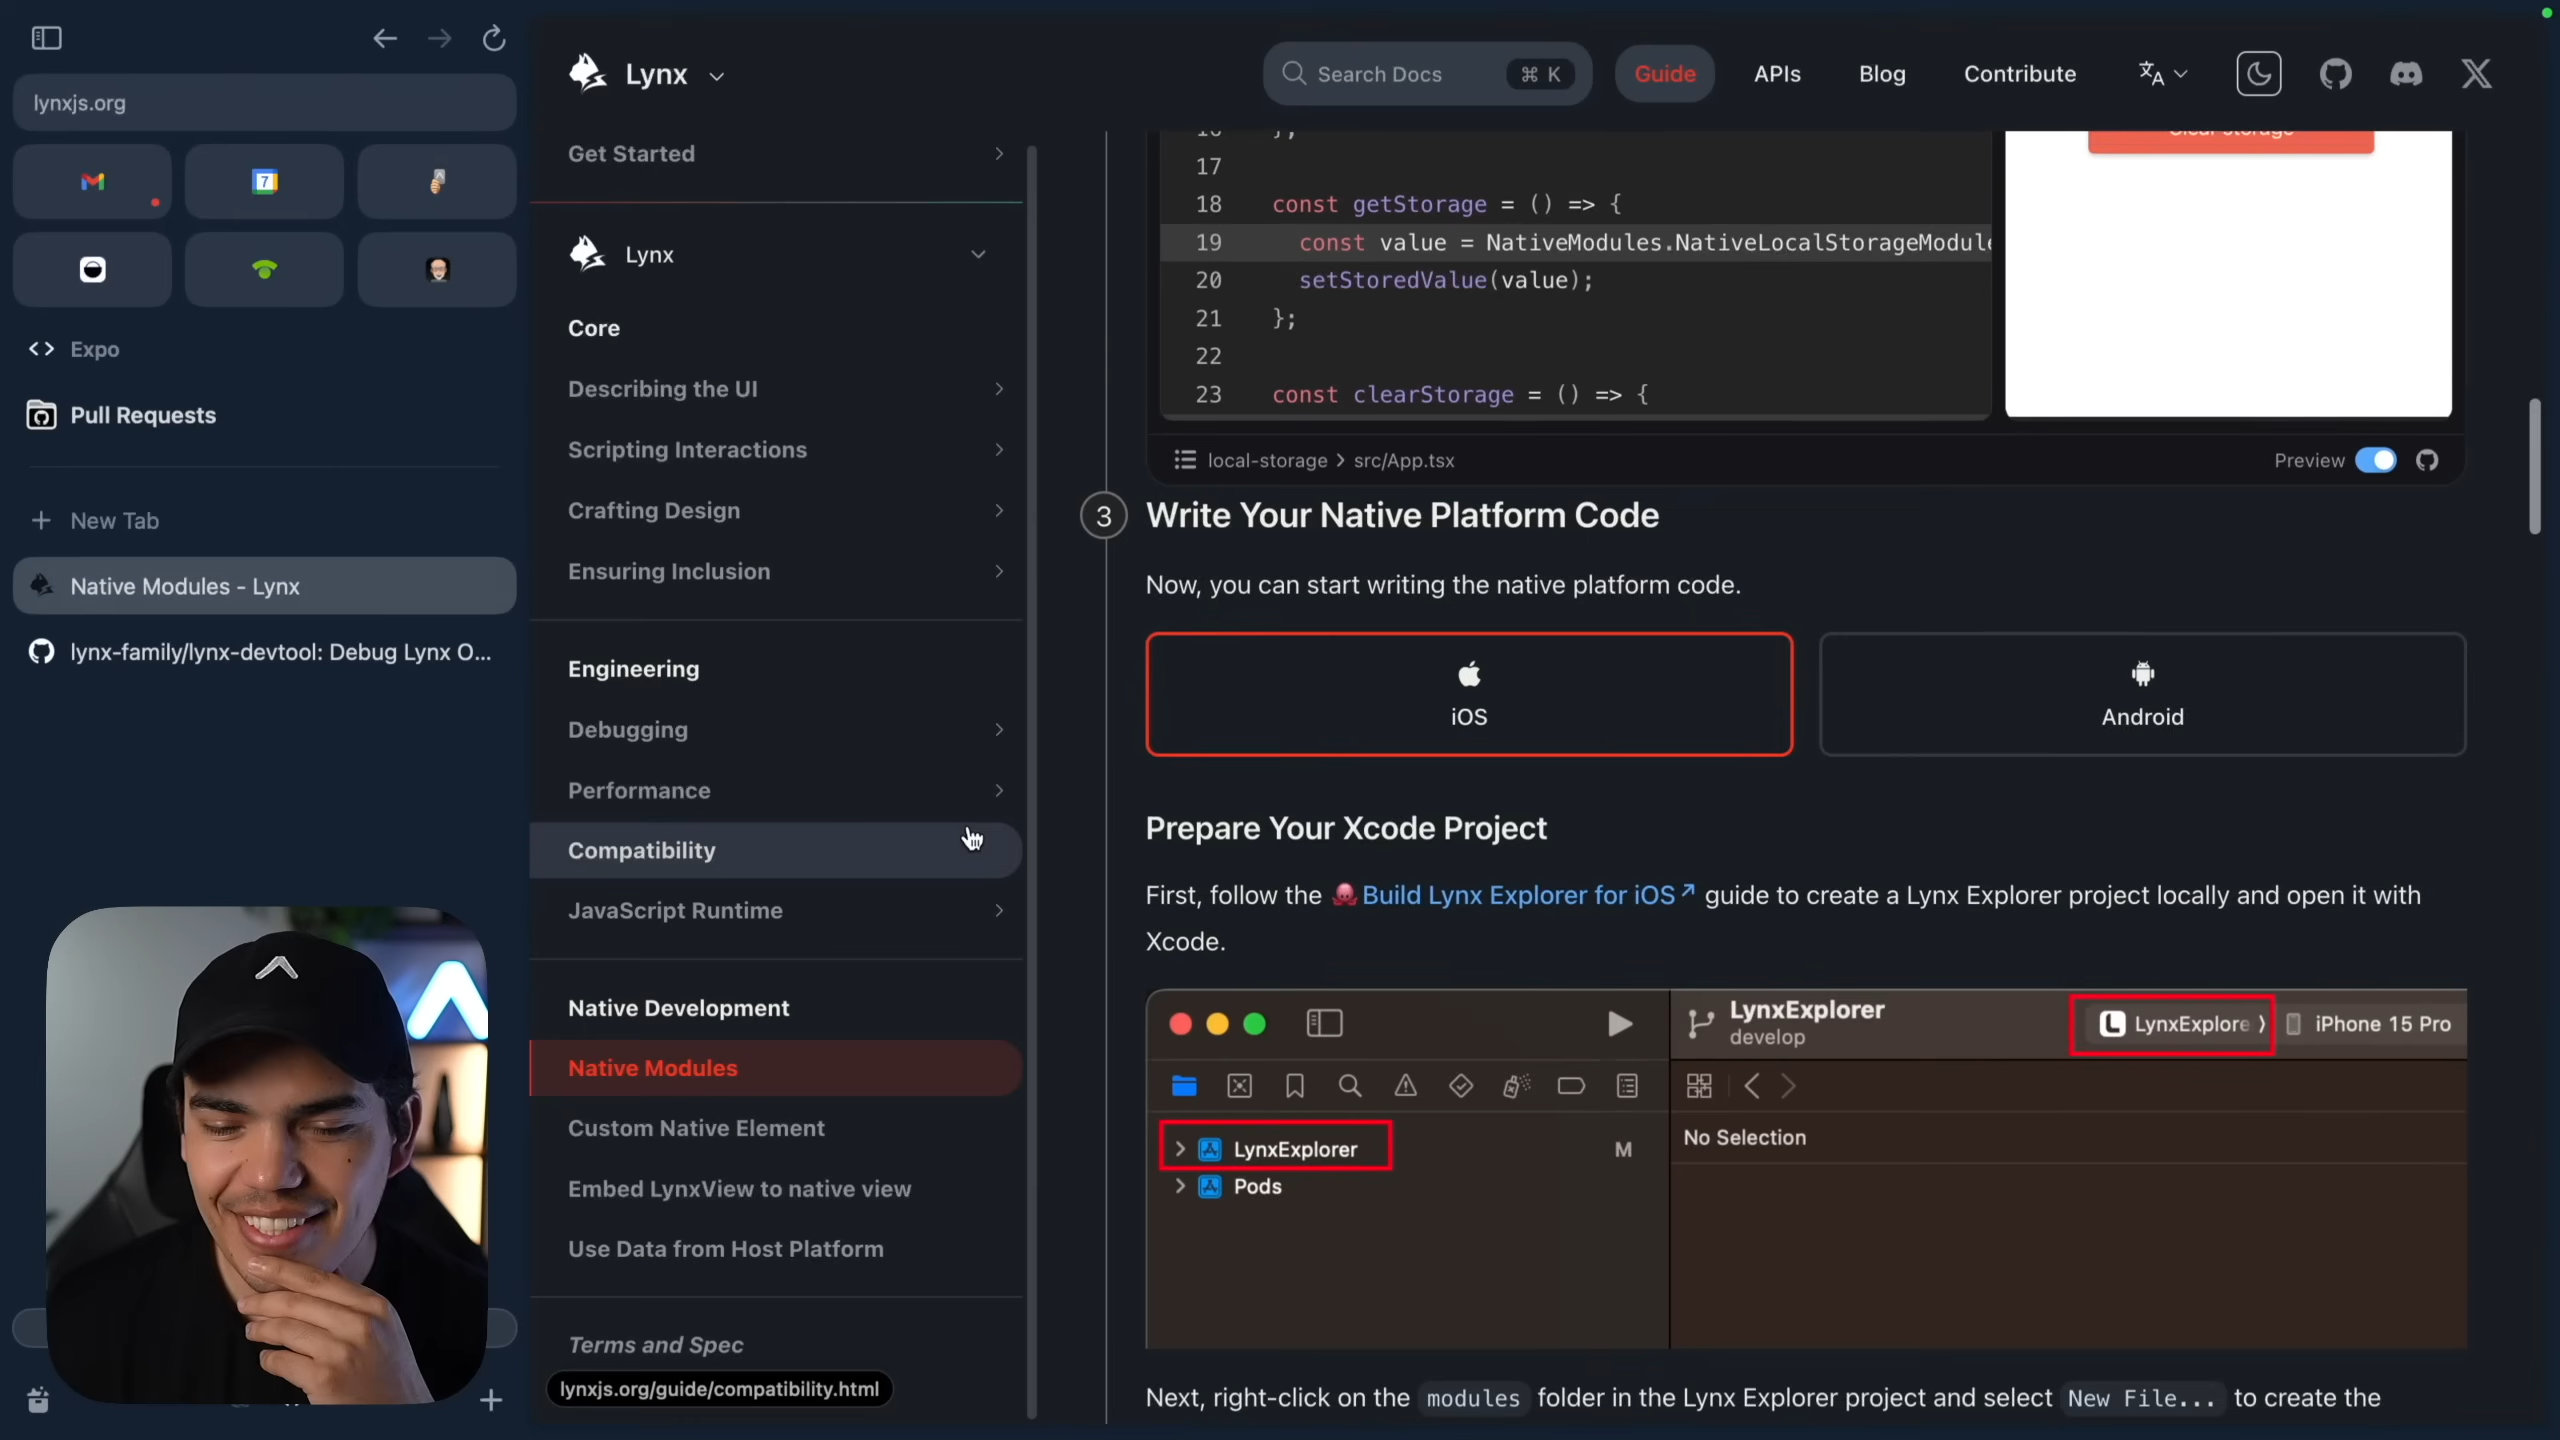 lynxjs.org
7
Expo
Pull Requests
New Tab
Native Modules - Lynx
lynx-family/lynx-devtool: Debug Lynx O...
Lynx
Search Docs
⌘ K
Guide
APIs
Blog
Contribute
Get Started
Lynx
Core
Describing the UI
Scripting Interactions
Crafting Design
Ensuring Inclusion
Engineering
Debugging
Performance
Compatibility
JavaScript Runtime
Native Development
Native Modules
Custom Native Element
Embed LynxView to native view
Use Data from Host Platform
Terms and Spec
lynxjs.org/guide/compatibility.html
16 };
17
18 const getStorage = () => {
19 const value = NativeModules.NativeLocalStorageModule
20 setStoredValue(value);
21 };
22
23 const clearStorage = () => {
Clear storage
local-storage > src/App.tsx
Preview
3 Write Your Native Platform Code
Now, you can start writing the native platform code.
iOS
Android
Prepare Your Xcode Project
First, follow the Build Lynx Explorer for iOS guide to create a Lynx Explorer project locally and open it with
Xcode.
LynxExplorer
develop
LynxExplore
iPhone 15 Pro
LynxExplorer M
Pods
No Selection
Next, right-click on the modules folder in the Lynx Explorer project and select New File... to create the